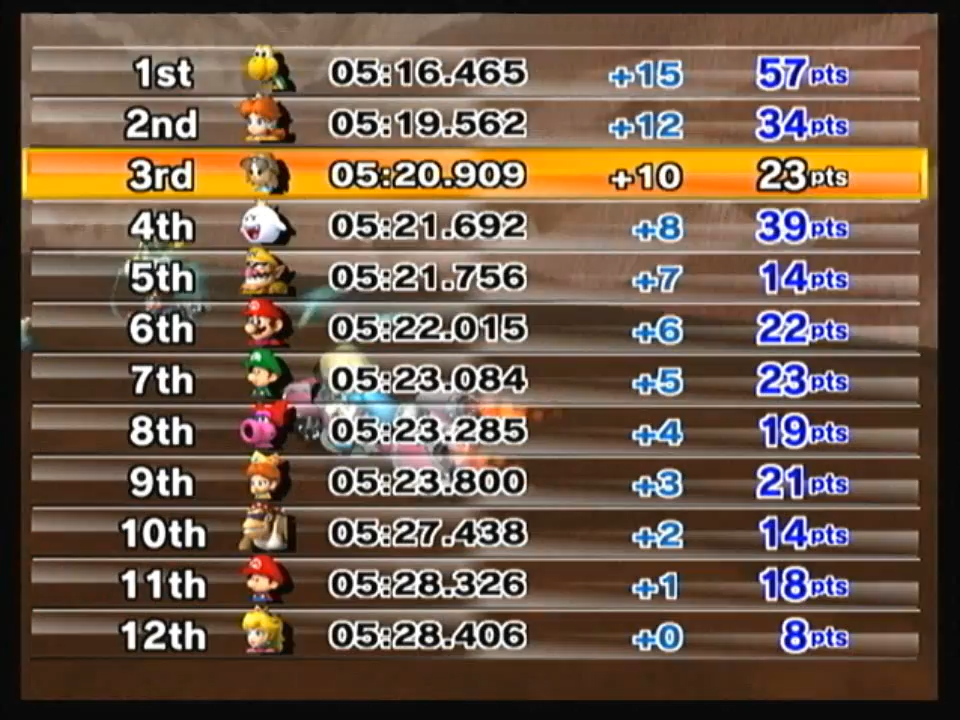 1st 05:16.465 +15 57pts
2nd 05:19.562 +12 34pts
3rd 05:20.909 +10 23pts
4th 05:21.692 +8 39pts
5th 05:21.756 +7 14pts
6th 05:22.015 +6 22pts
7th 05:23.084 +5 23pts
8th 05:23.285 +4 19pts
9th 05:23.800 +3 21pts
10th 05:27.438 +2 14pts
11th 05:28.326 +1 18pts
12th 05:28.406 +0 8pts